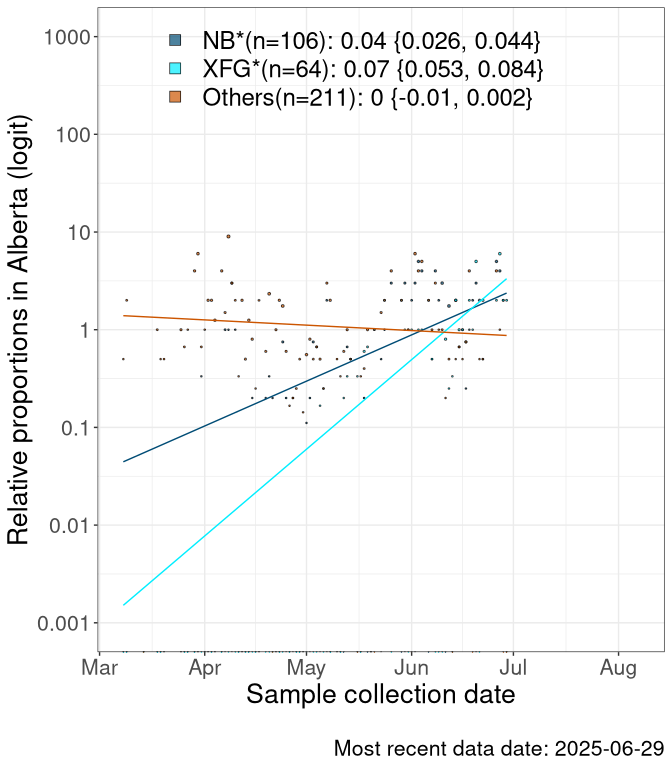 NB*(n=106): 0.04 {0.026, 0.044}
XFG*(n=64): 0.07 {0.053, 0.084}
Others(n=211): 0 {-0.01, 0.002}
Relative proportions in Alberta (logit)
1000
100
10
1
0.1
0.01
0.001
Mar Apr May Jun Jul Aug
Sample collection date
Most recent data date: 2025-06-29